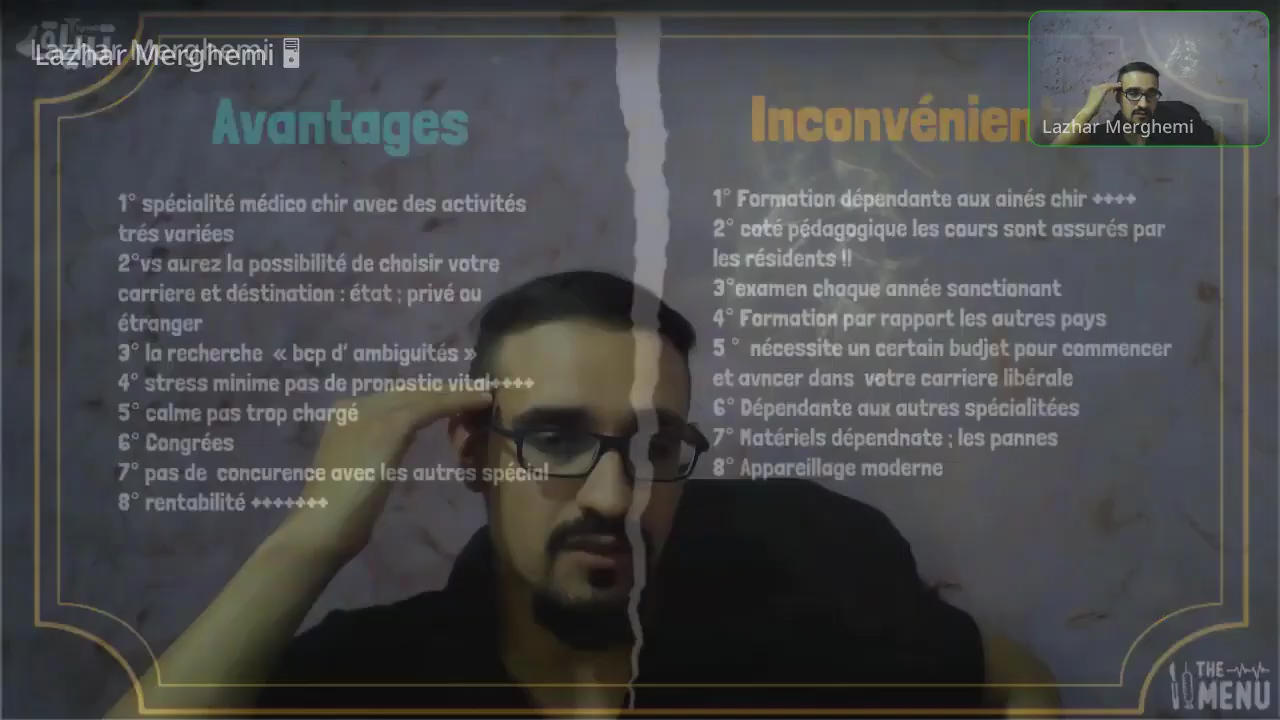 Lazhar Merghemi
Avantages
1° spécialité médico chir avec des activités
trés variées
2°vs aurez la possibilité de choisir votre
carriere et déstination : état ; privé ou
étranger
3° la recherche « bcp d' ambiguités »
4° stress minime pas de pronostic vital++++
5° calme pas trop chargé
6° Congrées
7° pas de concurence avec les autres spécial
8° rentabilité +++++++
Inconvénien
1° Formation dépendante aux ainés chir ++++
2° coté pédagogique les cours sont assurés par
les résidents !!
3°examen chaque année sanctionant
4° Formation par rapport les autres pays
5 ° nécessite un certain budjet pour commencer
et avncer dans votre carriere libérale
6° Dépendante aux autres spécialitées
7° Matériels dépendnate ; les pannes
8° Appareillage moderne
Lazhar Merghemi
THE
MENU